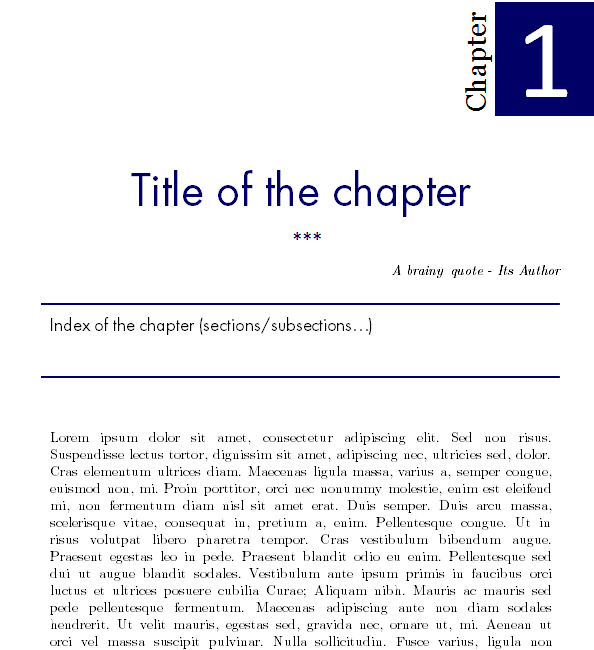 Chapter
1
Title of the chapter
***
A brainy quote - Its Author
Index of the chapter (sections/subsections...)
Lorem ipsum dolor sit amet, consectetur adipiscing elit. Sed non risus.
Suspendisse lectus tortor, dignissim sit amet, adipiscing nec, ultricies sed, dolor.
Cras elementum ultrices diam. Maecenas ligula massa, varius a, semper congue,
euismod non, mi. Proin porttitor, orci nec nonummy molestie, enim est eleifend
mi, non fermentum diam nisl sit amet erat. Duis semper. Duis arcu massa,
scelerisque vitae, consequat in, pretium a, enim. Pellentesque congue. Ut in
risus volutpat libero pharetra tempor. Cras vestibulum bibendum augue.
Praesent egestas leo in pede. Praesent blandit odio eu enim. Pellentesque sed
dui ut augue blandit sodales. Vestibulum ante ipsum primis in faucibus orci
luctus et ultrices posuere cubilia Curae; Aliquam nibh. Mauris ac mauris sed
pede pellentesque fermentum. Maecenas adipiscing ante non diam sodales
hendrerit. Ut velit mauris, egestas sed, gravida nec, ornare ut, mi. Aenean ut
orci vel massa suscipit pulvinar. Nulla sollicitudin. Fusce varius, ligula non